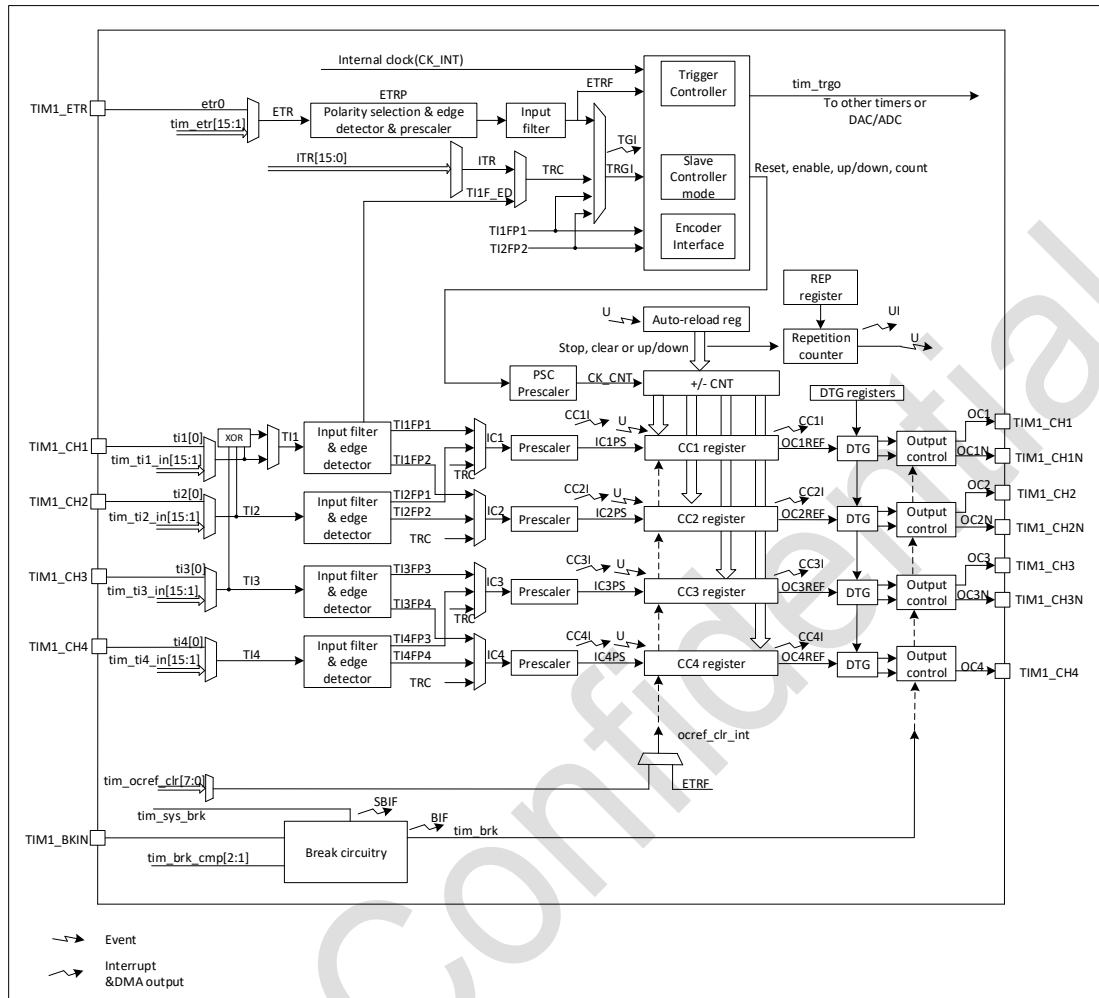 Internal clock(CK_INT)
Trigger
Controller
tim_trgo
To other timers or
DAC/ADC
ETRF
TIM1_ETR
etr0
tim_etr[15:1]
ETR
ETRP
Polarity selection & edge
detector & prescaler
Input
filter
TGI
ITR[15:0]
ITR
TI1F_ED
TRC
TRGI
Slave
Controller
mode
Reset, enable, up/down, count
TI1FP1
TI2FP2
Encoder
Interface
REP
register
U
Auto-reload reg
UI
U
Stop, clear or up/down
Repetition
counter
PSC
Prescaler
CK_CNT
+/- CNT
DTG registers
TIM1_CH1
ti1[0]
tim_ti1_in[15:1]
XOR
TI1
Input filter
& edge
detector
TI1FP1
TI1FP2
TRC
IC1
Prescaler
CC1I
U
IC1PS
CC1 register
CC1I
OC1REF
DTG
Output
control
OC1
OC1N
TIM1_CH1
TIM1_CH1N
TIM1_CH2
ti2[0]
tim_ti2_in[15:1]
TI2
Input filter
& edge
detector
TI2FP1
TI2FP2
TRC
IC2
Prescaler
CC2I
U
IC2PS
CC2 register
CC2I
OC2REF
DTG
Output
control
OC2
OC2N
TIM1_CH2
TIM1_CH2N
TIM1_CH3
ti3[0]
tim_ti3_in[15:1]
TI3
Input filter
& edge
detector
TI3FP3
TI3FP4
TRC
IC3
Prescaler
CC3I
U
IC3PS
CC3 register
CC3I
OC3REF
DTG
Output
control
OC3
OC3N
TIM1_CH3
TIM1_CH3N
TIM1_CH4
ti4[0]
tim_ti4_in[15:1]
TI4
Input filter
& edge
detector
TI4FP3
TI4FP4
TRC
IC4
Prescaler
CC4I
U
IC4PS
CC4 register
CC4I
OC4REF
DTG
Output
control
OC4
TIM1_CH4
ocref_clr_int
tim_ocref_clr[7:0]
ETRF
tim_sys_brk
SBIF
TIM1_BKIN
BIF
tim_brk
Break circuitry
tim_brk_cmp[2:1]
Event
Interrupt
&DMA output
Confidential